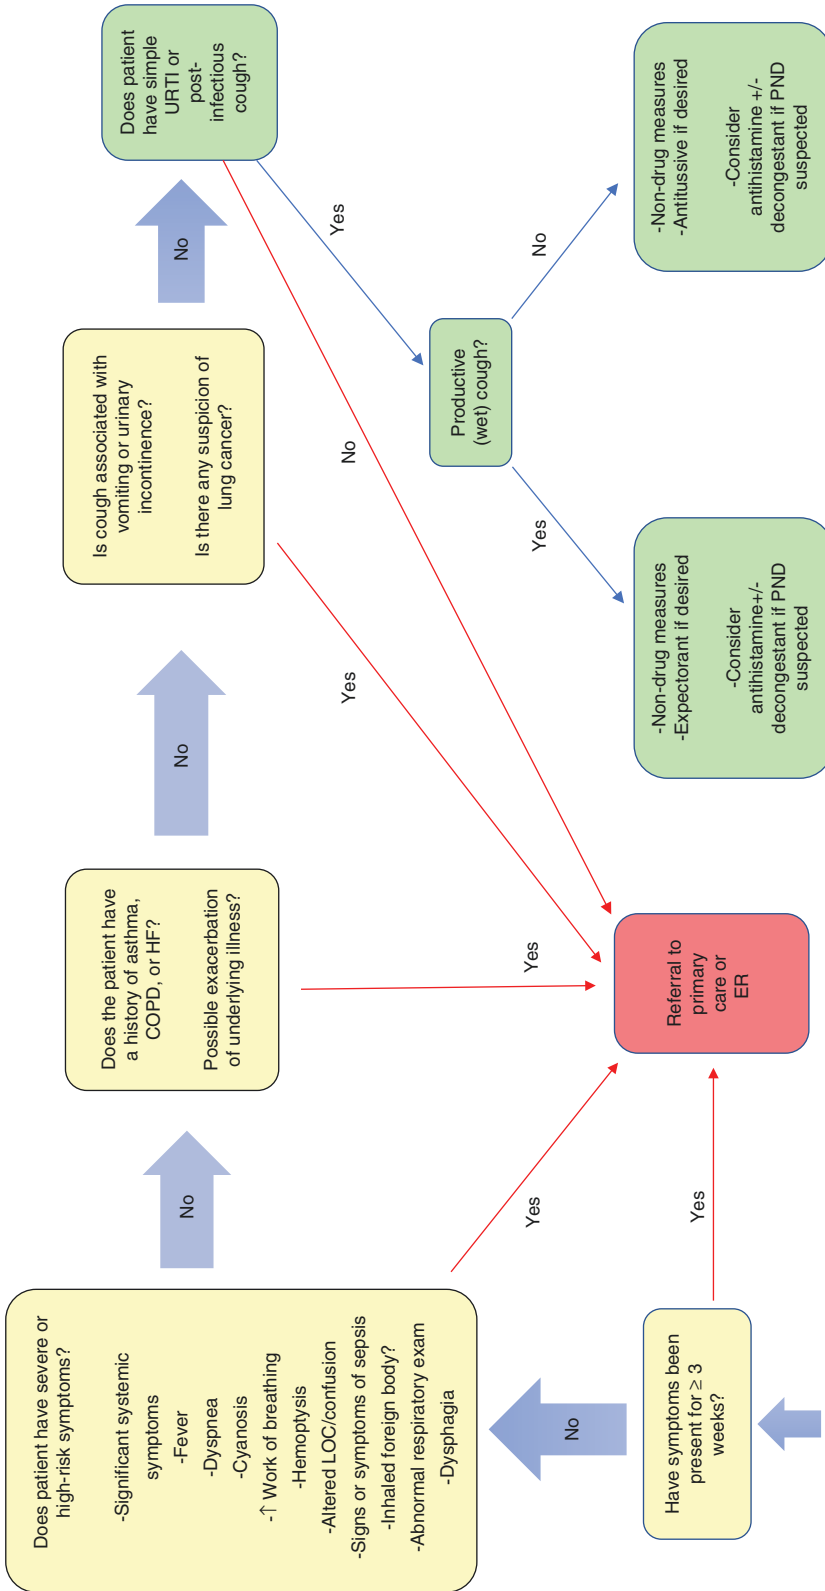 Have symptoms been
present for ≥ 3
weeks?
Yes
No
Does patient have severe or
high-risk symptoms?
-Significant systemic
symptoms
-Fever
-Dyspnea
-Cyanosis
-↑ Work of breathing
-Hemoptysis
-Altered LOC/confusion
-Signs or symptoms of sepsis
-Inhaled foreign body?
-Abnormal respiratory exam
-Dysphagia
Yes
No
Does the patient have
a history of asthma,
COPD, or HF?
Possible exacerbation
of underlying illness?
Yes
No
Is cough associated with
vomiting or urinary
incontinence?
Is there any suspicion of
lung cancer?
Yes
No
Does patient
have simple
URTI or
post-
infectious
cough?
No
Yes
Referral to
primary
care or
ER
Productive
(wet) cough?
Yes
No
-Non-drug measures
-Expectorant if desired
-Consider
antihistamine+/-
decongestant if PND
suspected
-Non-drug measures
-Antitussive if desired
-Consider
antihistamine +/-
decongestant if PND
suspected